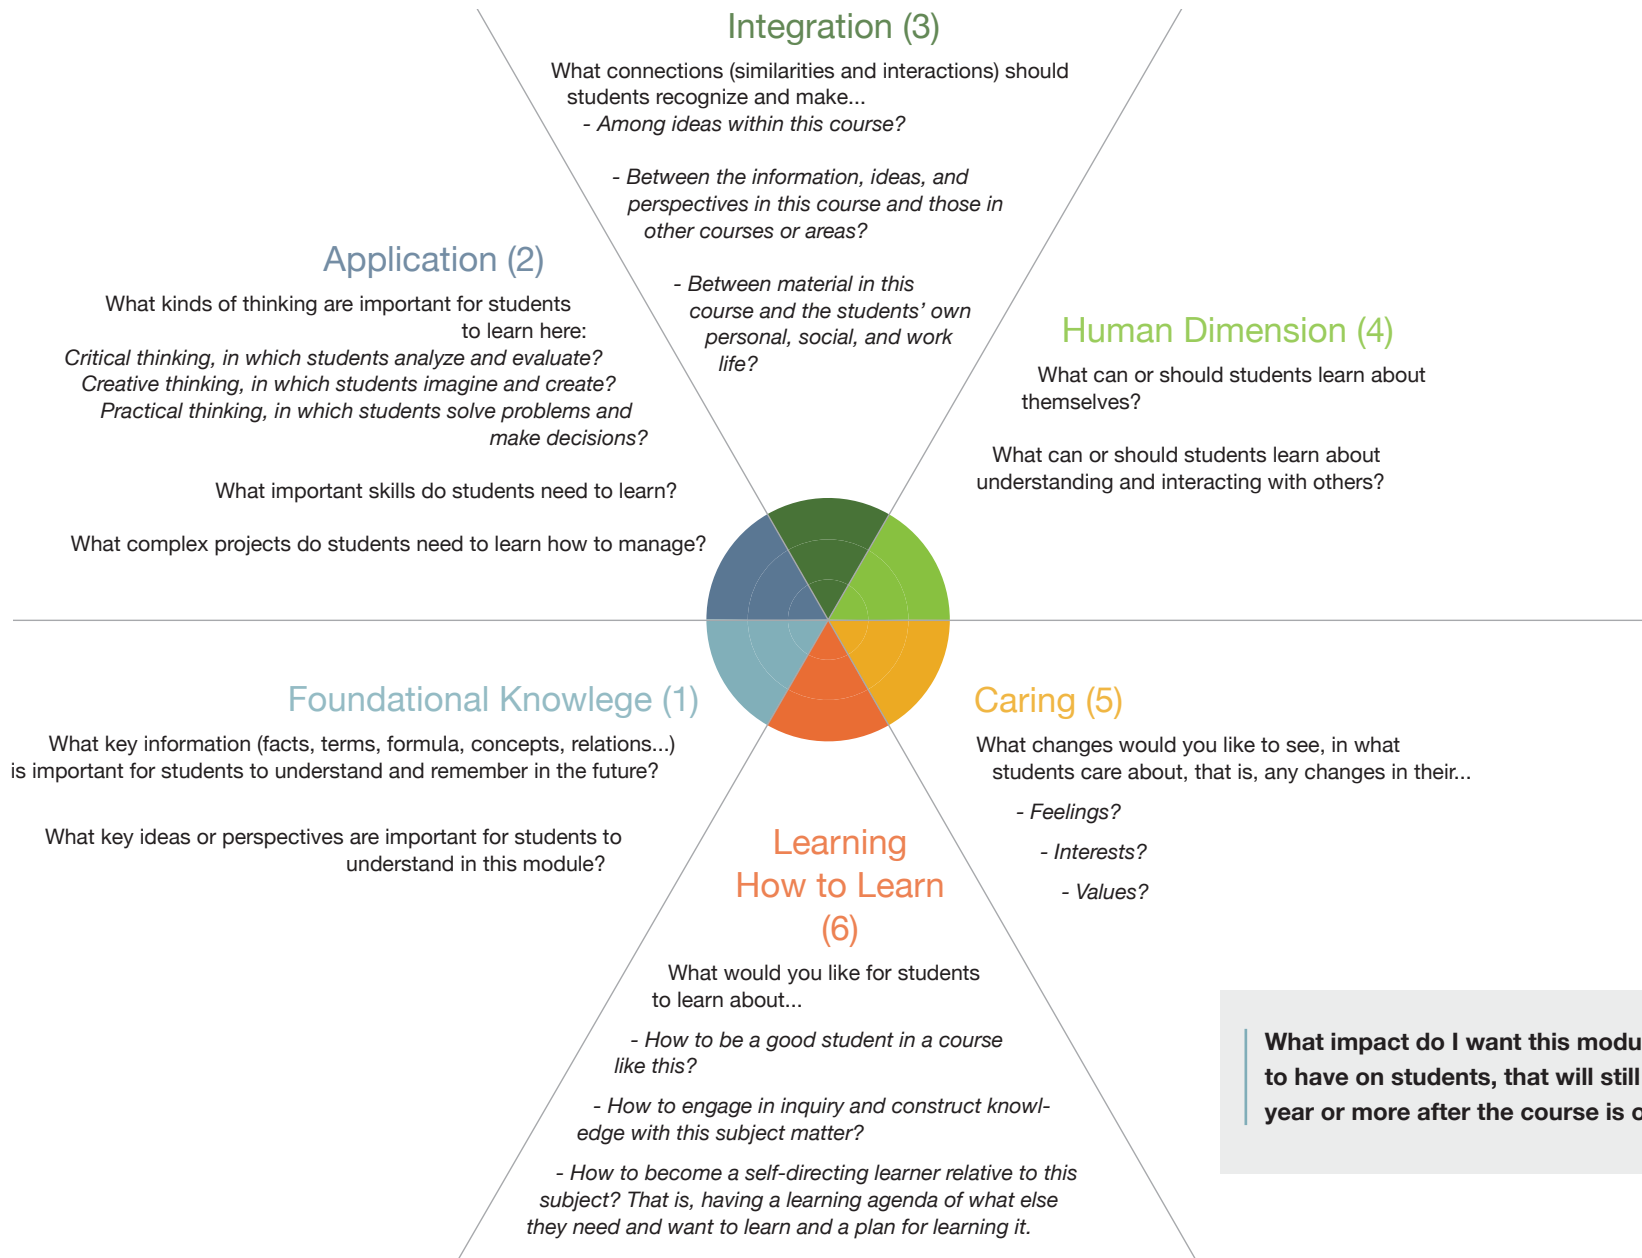 Integration (3)
What connections (similarities and interactions) should
students recognize and make...
- Among ideas within this course?
- Between the information, ideas, and
perspectives in this course and those in
other courses or areas?
- Between material in this
course and the students’ own
personal, social, and work
life?
Application (2)
What kinds of thinking are important for students
to learn here:
Critical thinking, in which students analyze and evaluate?
Creative thinking, in which students imagine and create?
Practical thinking, in which students solve problems and
make decisions?
What important skills do students need to learn?
What complex projects do students need to learn how to manage?
Human Dimension (4)
What can or should students learn about
themselves?
What can or should students learn about
understanding and interacting with others?
Foundational Knowlege (1)
What key information (facts, terms, formula, concepts, relations...)
is important for students to understand and remember in the future?
What key ideas or perspectives are important for students to
understand in this module?
Caring (5)
What changes would you like to see, in what
students care about, that is, any changes in their...
- Feelings?
- Interests?
- Values?
Learning
How to Learn
(6)
What would you like for students
to learn about...
- How to be a good student in a course
like this?
- How to engage in inquiry and construct knowl-
edge with this subject matter?
- How to become a self-directing learner relative to this
subject? That is, having a learning agenda of what else
they need and want to learn and a plan for learning it.
What impact do I want this
to have on students, that will still
year or more after the course is